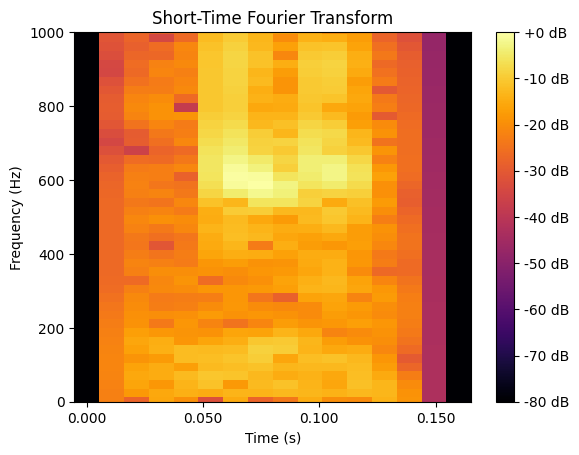 Short-Time Fourier Transform
1000
800
600
400
200
0
Frequency (Hz)
0.000
0.050
0.100
0.150
Time (s)
+0 dB
-10 dB
-20 dB
-30 dB
-40 dB
-50 dB
-60 dB
-70 dB
-80 dB